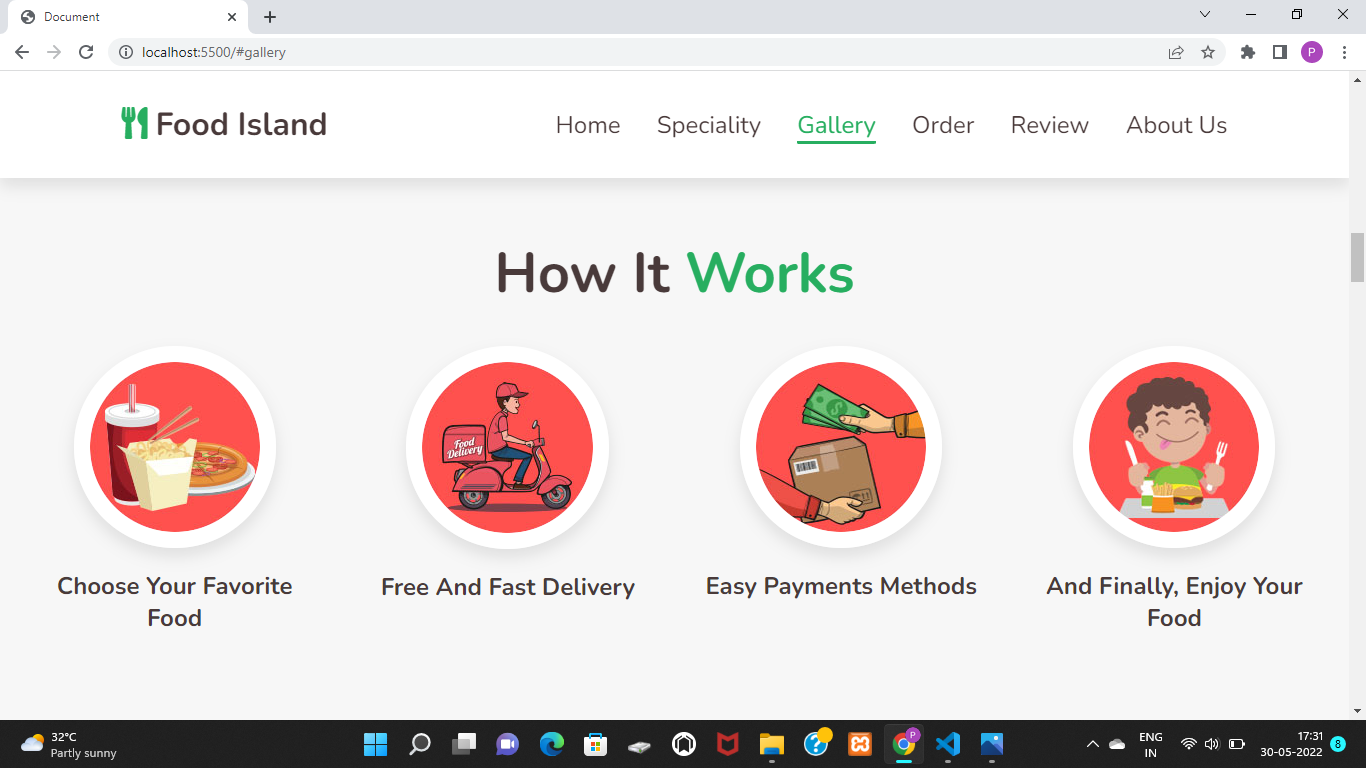 Document
localhost:5500/#gallery
P
Food Island
Home Speciality Gallery Order Review About Us
How It Works
Food
Delivery
Choose Your Favorite
Food
Free And Fast Delivery
Easy Payments Methods
And Finally, Enjoy Your
Food
32°C
Partly sunny
P
ENG
IN
17:31
30-05-2022
8